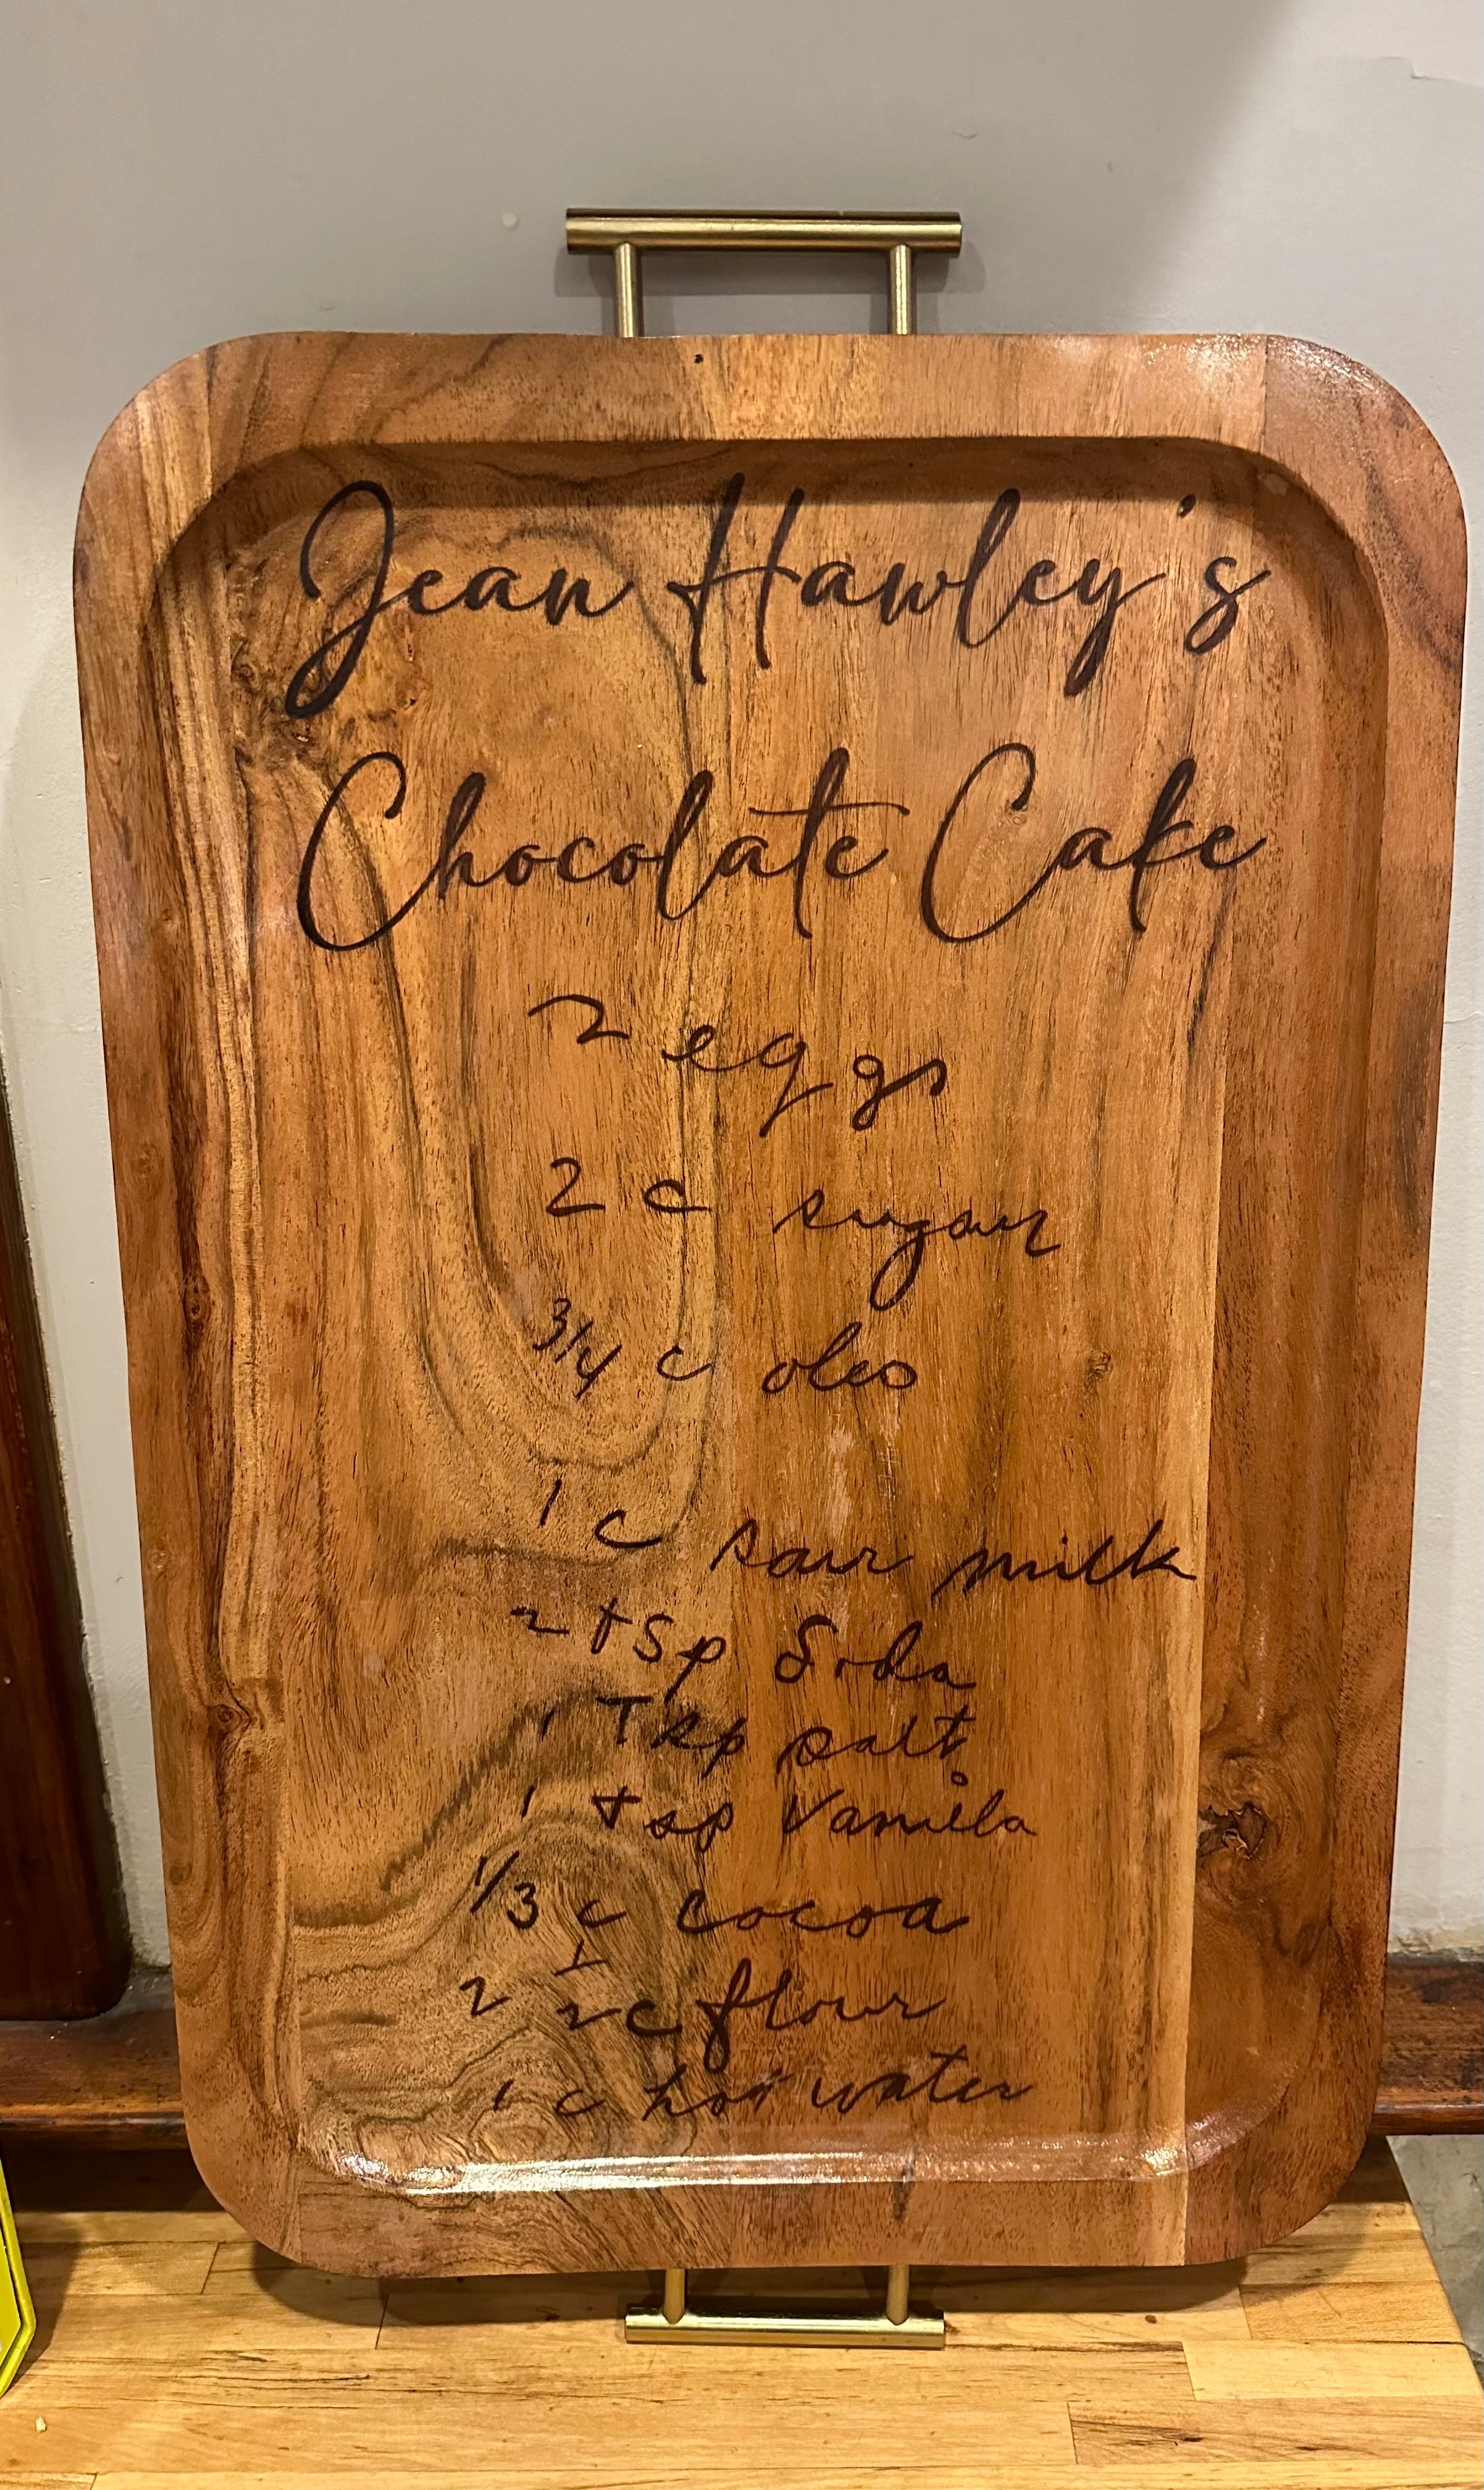 Jean Hawley's
Chocolate Cake
2 eggs
2 c sugar
3/4 c oleo
1 c sour milk
2 tsp Soda
1 Tsp salt
1 tsp Vanilla
1/3 c cocoa
2 1/2 c flour
1 c hot water